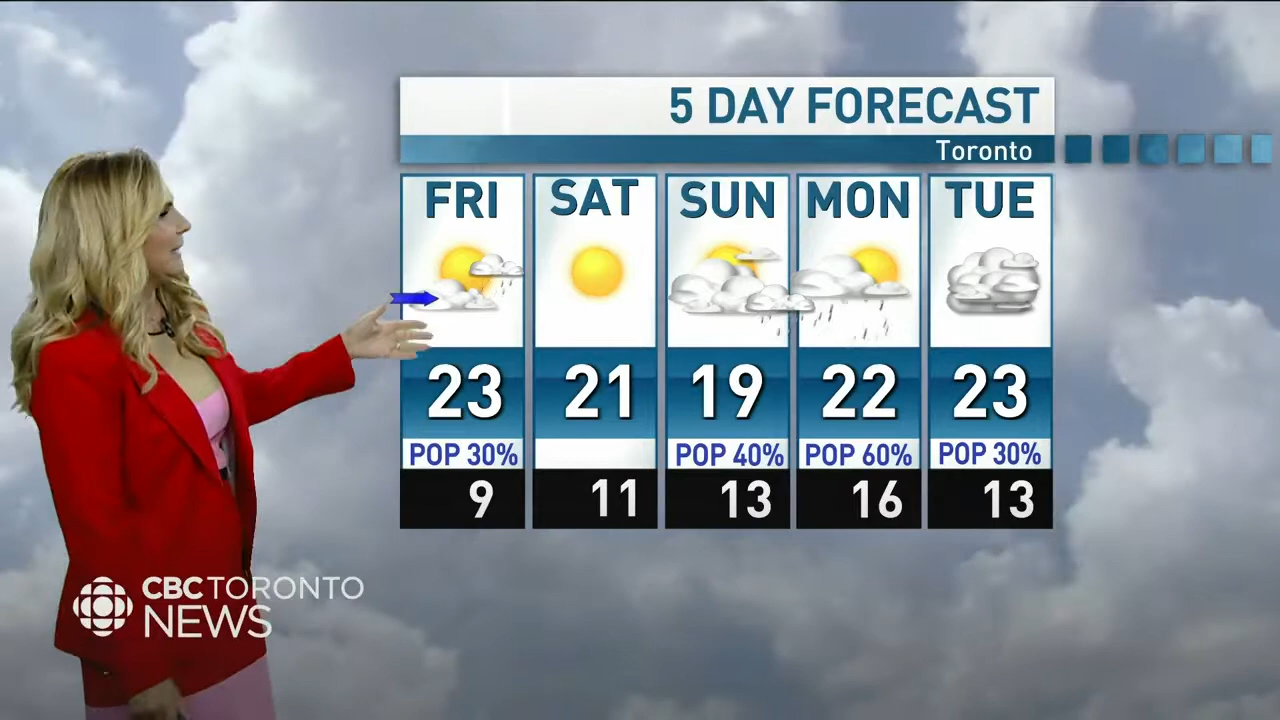 5 DAY FORECAST
Toronto
FRI SAT SUN MON TUE
23 21 19 22 23
POP 30% POP 40% POP 60% POP 30%
9 11 13 16 13
CBC TORONTO
NEWS